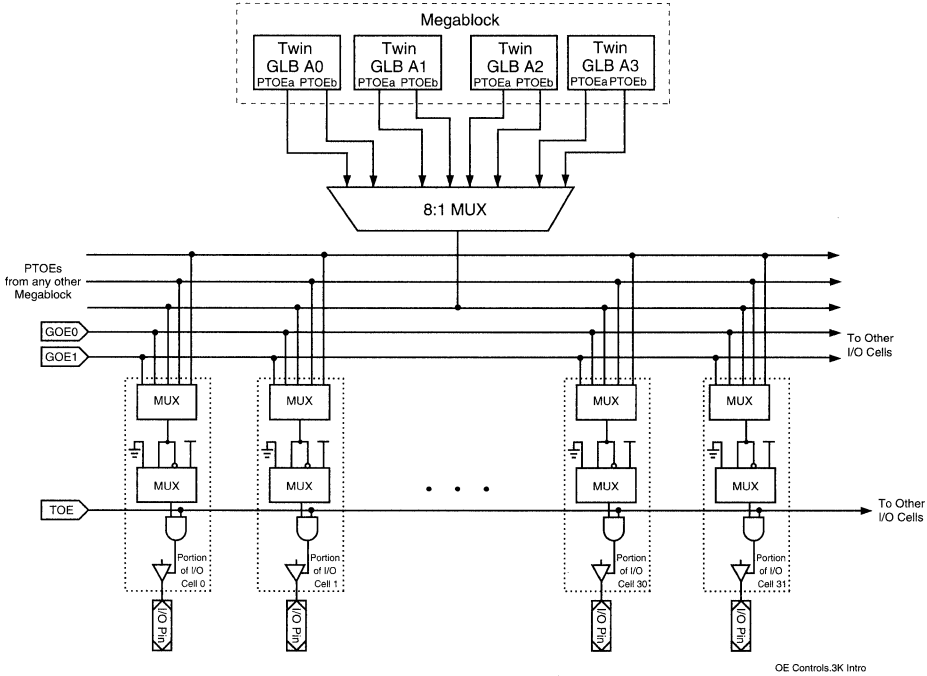 Megablock
Twin
GLB A0
PTOEa PTOEb
Twin
GLB A1
PTOEa PTOEb
Twin
GLB A2
PTOEa PTOEb
Twin
GLB A3
PTOEa PTOEb
8:1 MUX
PTOEs
from any other
Megablock
GOE0
GOE1
To Other
I/O Cells
MUX
MUX
MUX
MUX
MUX
MUX
MUX
MUX
. . .
TOE
To Other
I/O Cells
Portion
of I/O
Cell 0
Portion
of I/O
Cell 1
Portion
of I/O
Cell 30
Portion
of I/O
Cell 31
I/O Pin
I/O Pin
I/O Pin
I/O Pin
OE Controls.3K Intro